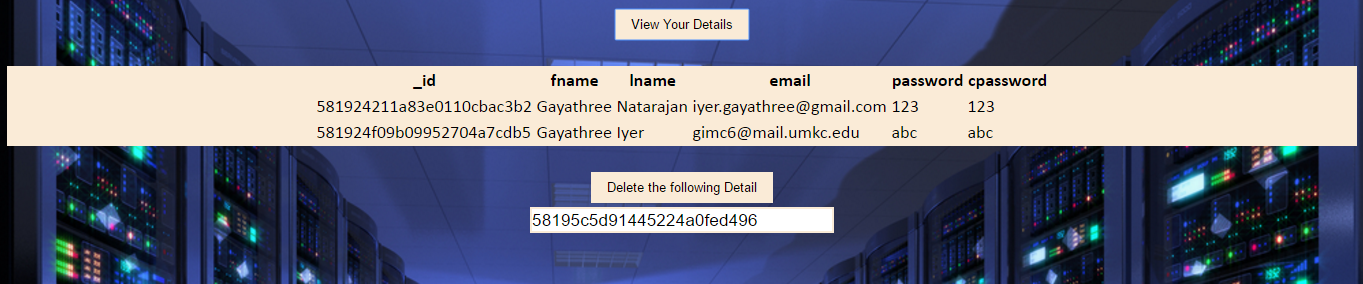 View Your Details
_id fname lname email password cpassword
581924211a83e0110cbac3b2 Gayathree Natarajan iyer.gayathree@gmail.com 123 123
581924f09b09952704a7cdb5 Gayathree Iyer gimc6@mail.umkc.edu abc abc
Delete the following Detail
58195c5d91445224a0fed496